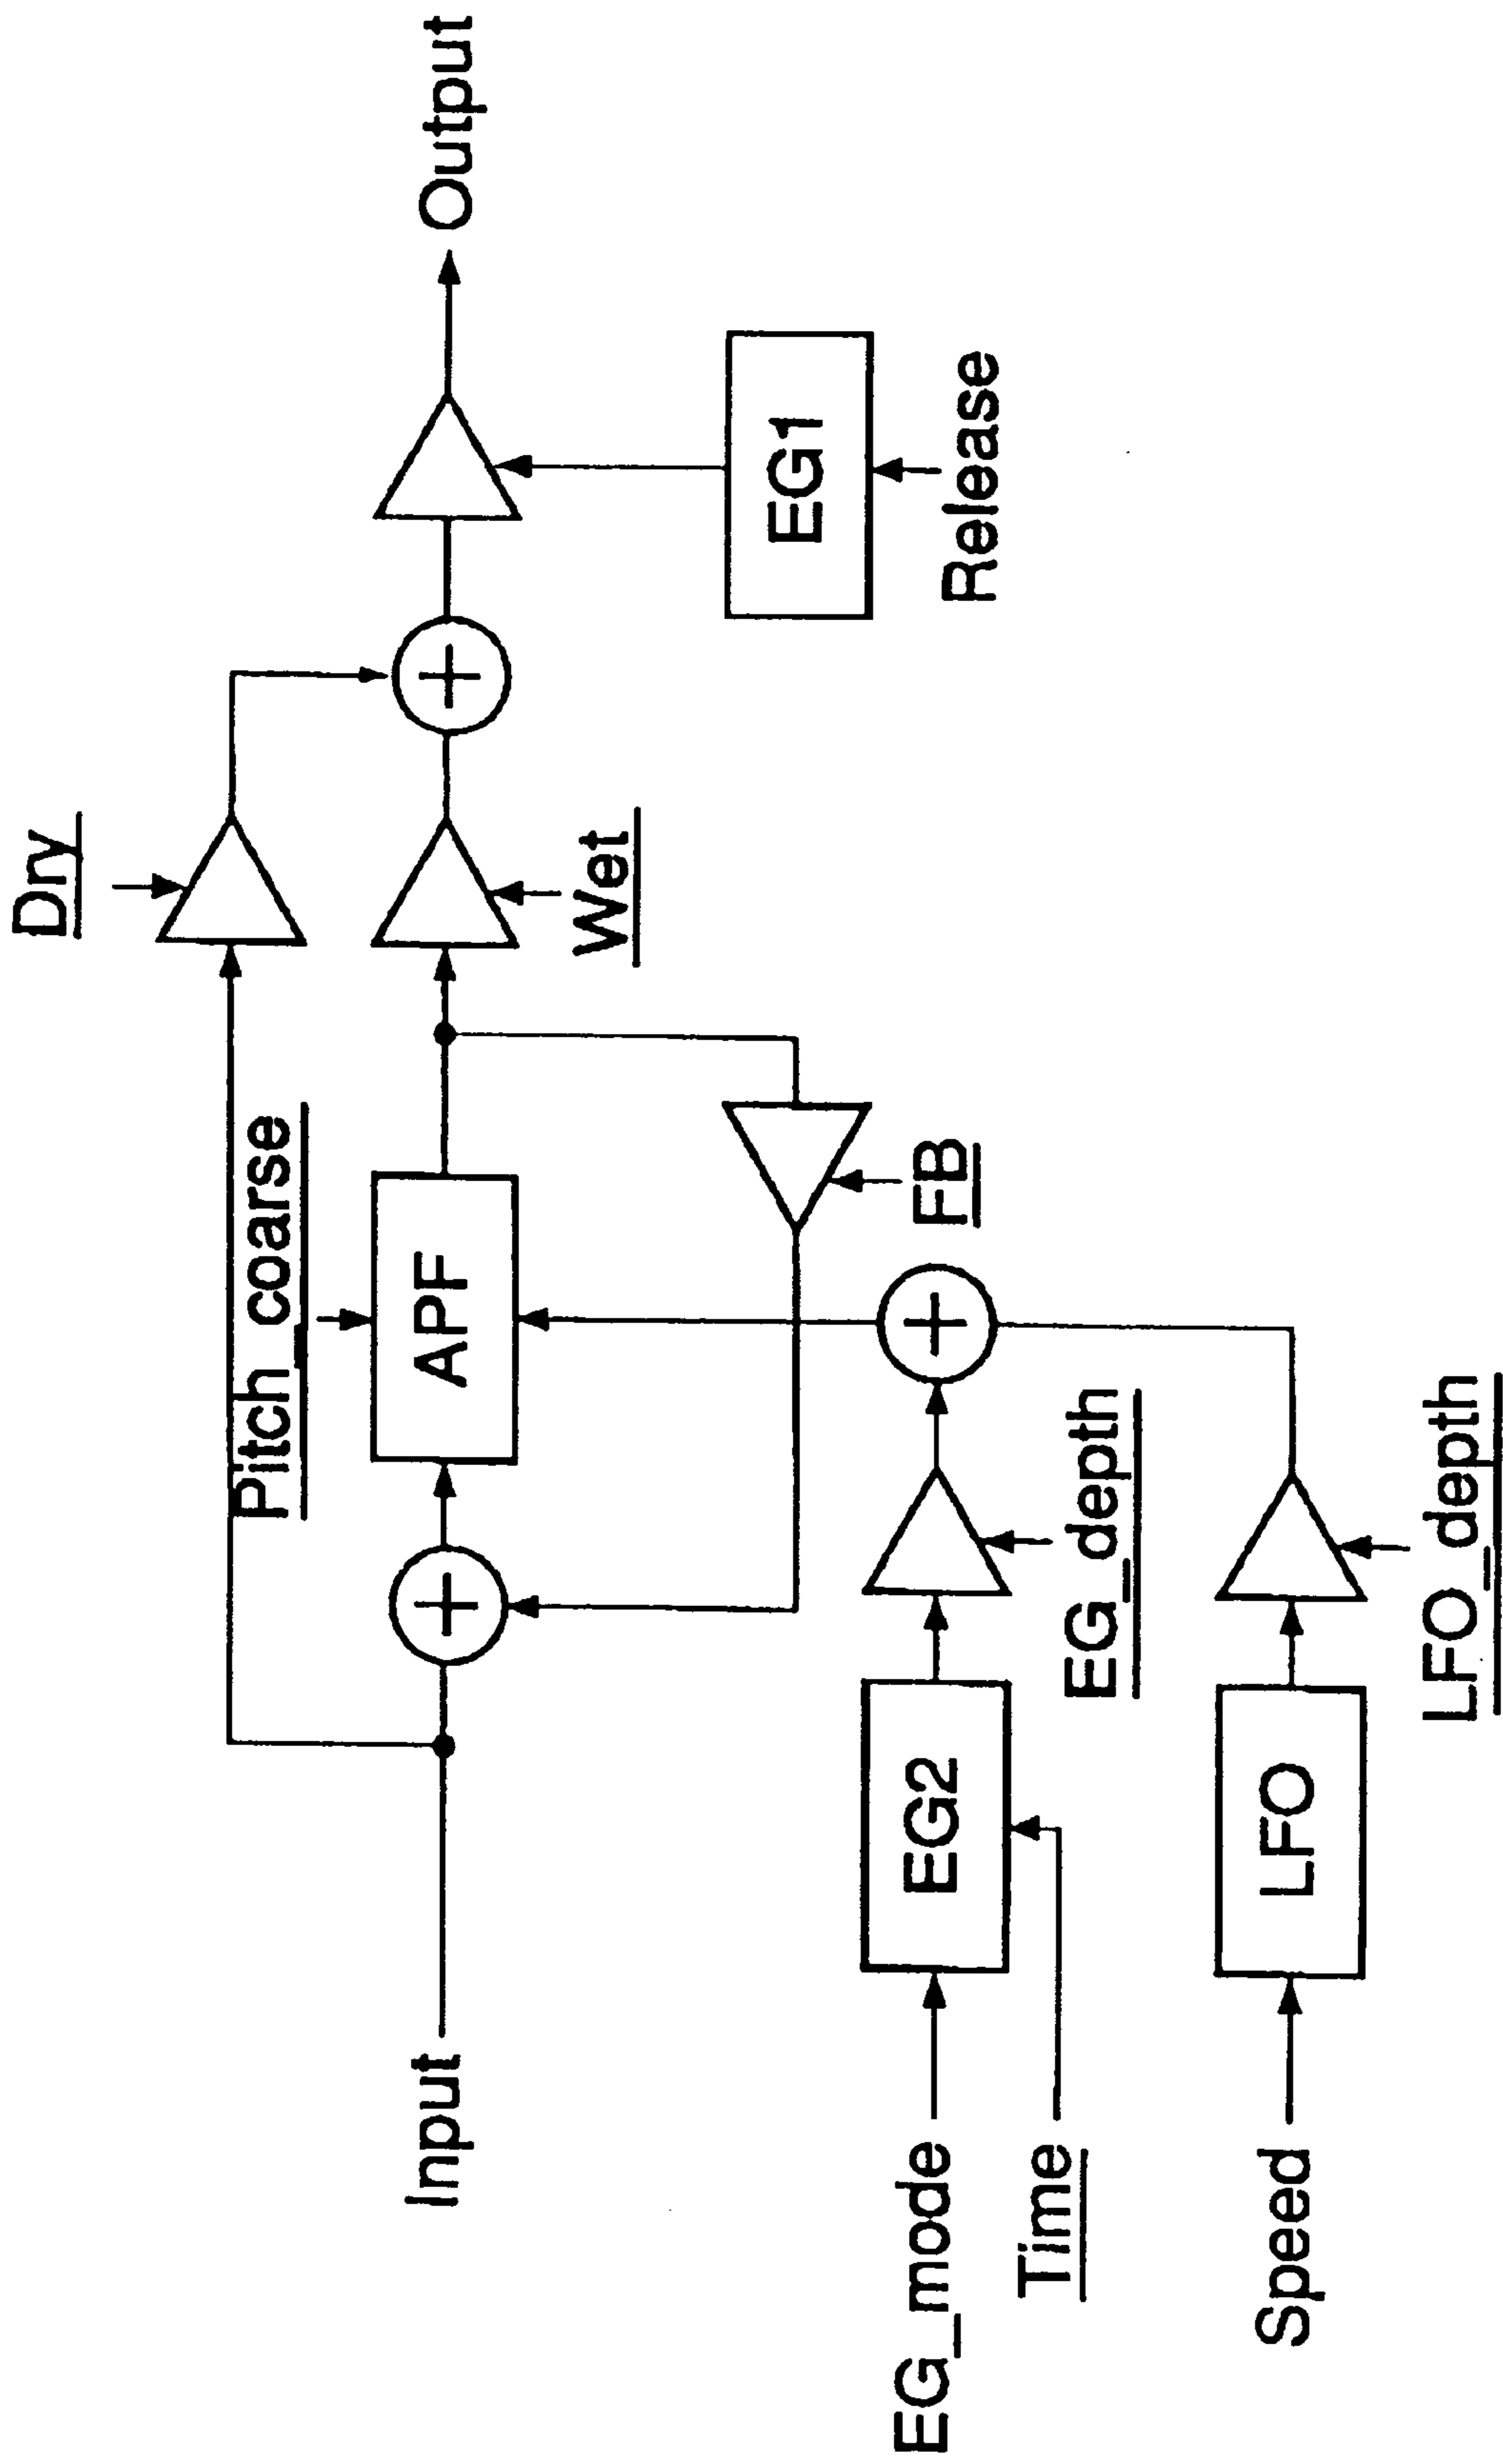 Dry
Pitch_coarse
Input
APF
Wet
Output
FB
EG1
Release
EG_mode
EG2
EG_depth
Time
Speed
LFO
LFO_depth